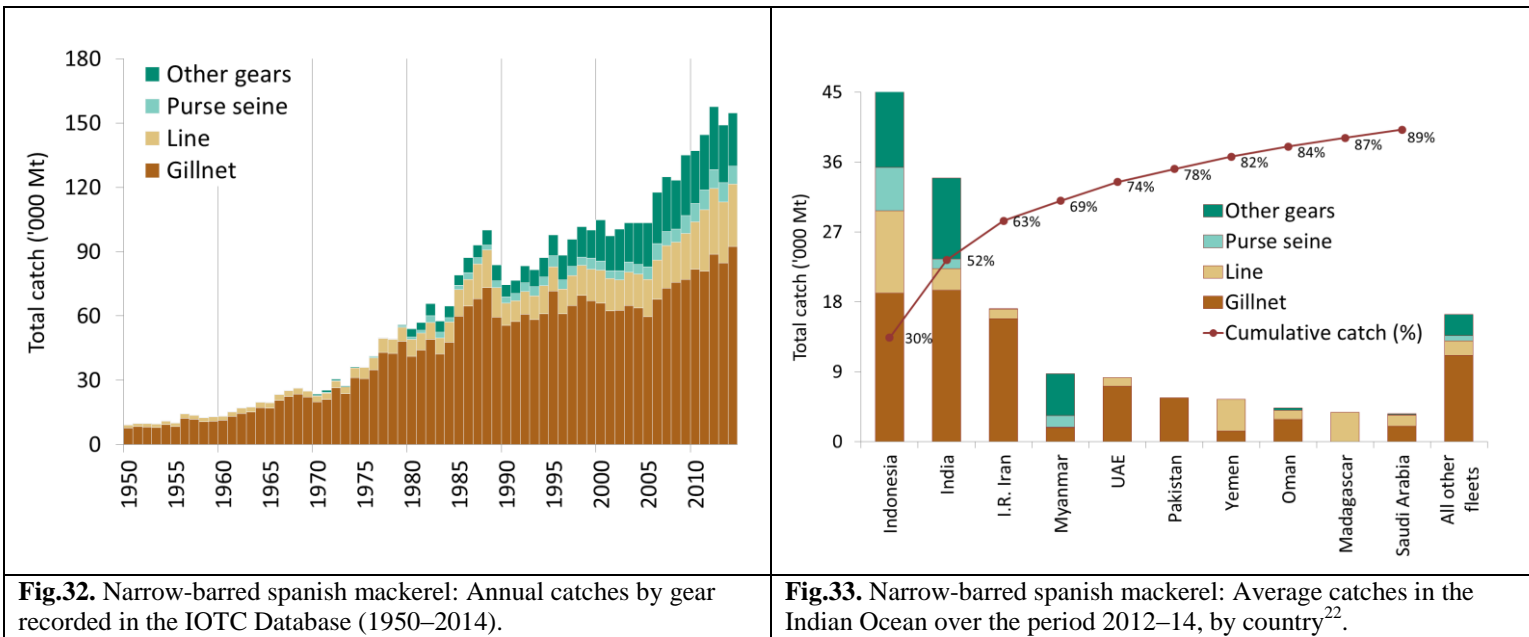 180
150
120
90
60
30
0
Total catch ('000 Mt)
Other gears
Purse seine
Line
Gillnet
1950
1955
1960
1965
1970
1975
1980
1985
1990
1995
2000
2005
2010
45
36
27
18
9
0
Total catch ('000 Mt)
30%
52%
63%
69%
74%
78%
82%
84%
87%
89%
Other gears
Purse seine
Line
Gillnet
Cumulative catch (%)
Indonesia
India
I.R. Iran
Myanmar
UAE
Pakistan
Yemen
Oman
Madagascar
Saudi Arabia
All other
fleets
Fig.32. Narrow-barred spanish mackerel: Annual catches by gear
recorded in the IOTC Database (1950–2014).
Fig.33. Narrow-barred spanish mackerel: Average catches in the
Indian Ocean over the period 2012–14, by country22.